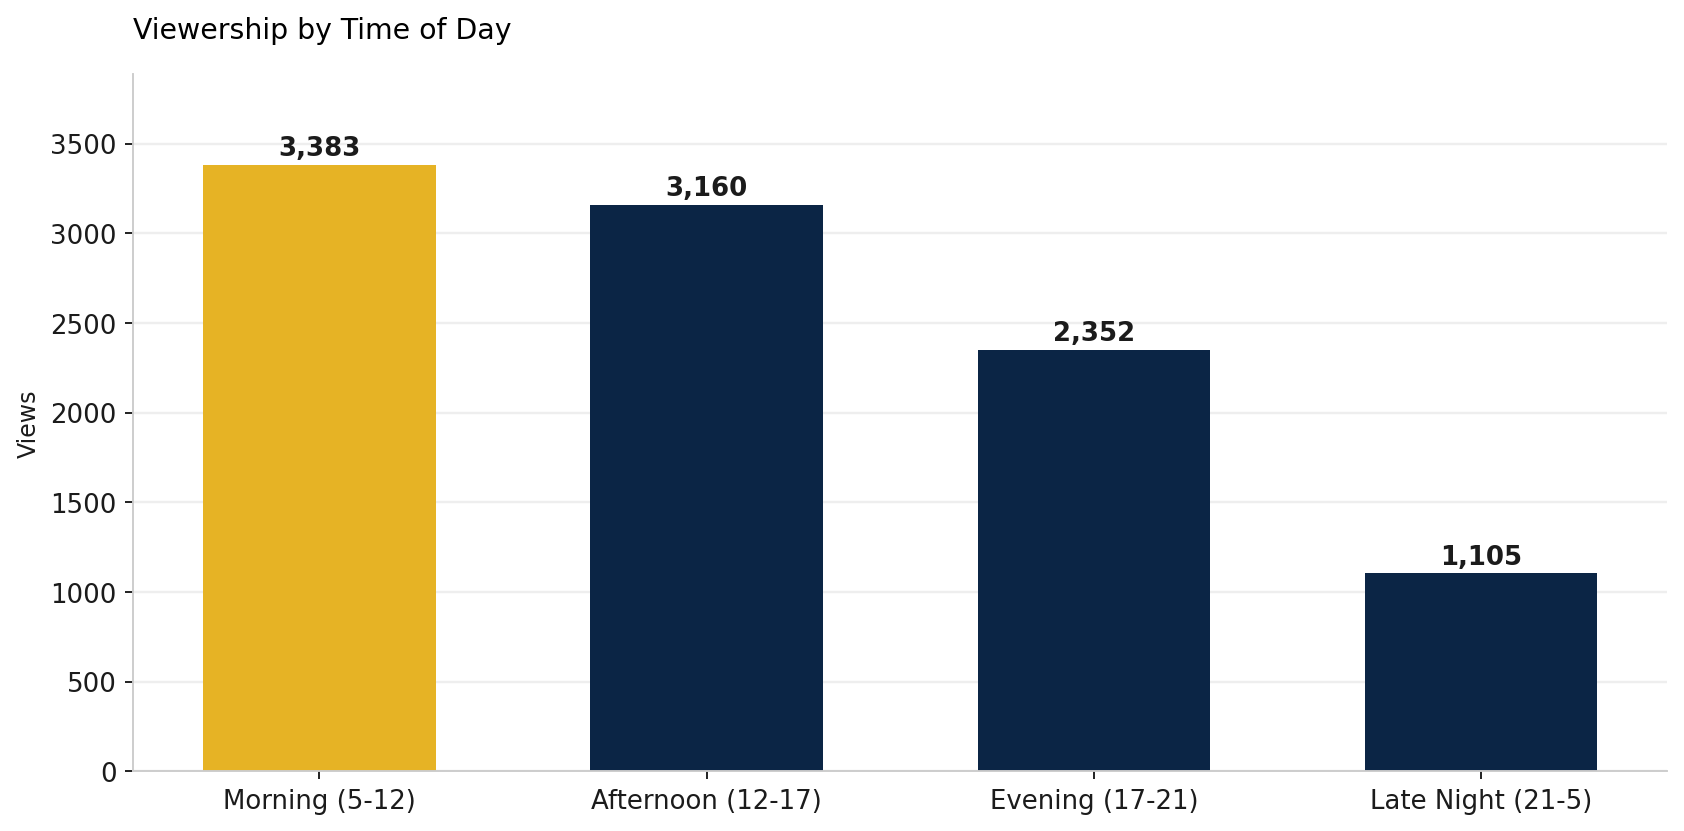 Viewership by Time of Day
Views
3500
3000
2500
2000
1500
1000
500
0
3,383
3,160
2,352
1,105
Morning (5-12)
Afternoon (12-17)
Evening (17-21)
Late Night (21-5)